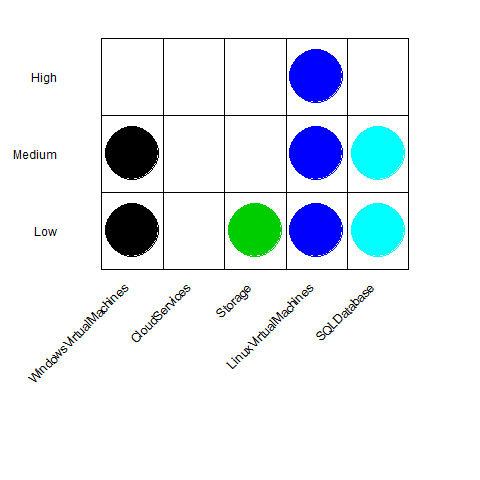 High
Medium
Low
WindowsVirtualMachines
CloudServices
Storage
LinuxVirtualMachines
SQLDatabase